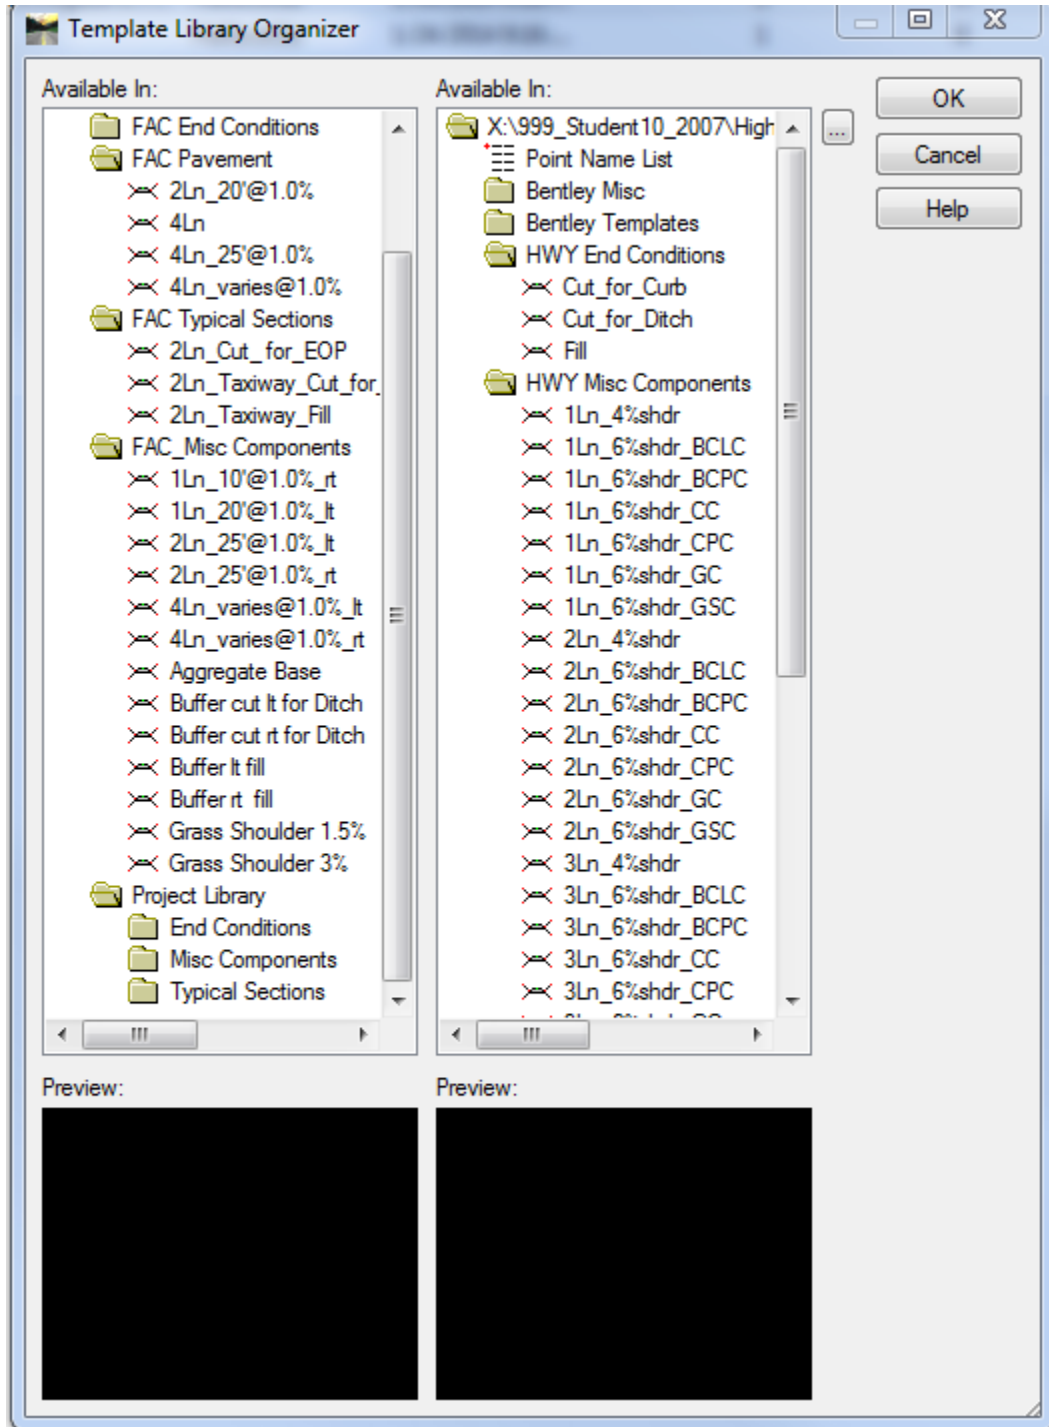 Template Library Organizer
Available In:
FAC End Conditions
FAC Pavement
2Ln_20'@1.0%
4Ln
4Ln_25'@1.0%
4Ln_varies@1.0%
FAC Typical Sections
2Ln_Cut_ for_EOP
2Ln_Taxiway_Cut_for_
2Ln_Taxiway_Fill
FAC_Misc Components
1Ln_10'@1.0%_rt
1Ln_20'@1.0%_lt
2Ln_25'@1.0%_lt
2Ln_25'@1.0%_rt
4Ln_varies@1.0%_lt
4Ln_varies@1.0%_rt
Aggregate Base
Buffer cut lt for Ditch
Buffer cut rt for Ditch
Buffer lt fill
Buffer rt  fill
Grass Shoulder 1.5%
Grass Shoulder 3%
Project Library
End Conditions
Misc Components
Typical Sections
Preview:
Available In:
X:\999_Student10_2007\High
Point Name List
Bentley Misc
Bentley Templates
HWY End Conditions
Cut_for_Curb
Cut_for_Ditch
Fill
HWY Misc Components
1Ln_4%shdr
1Ln_6%shdr_BCLC
1Ln_6%shdr_BCPC
1Ln_6%shdr_CC
1Ln_6%shdr_CPC
1Ln_6%shdr_GC
1Ln_6%shdr_GSC
2Ln_4%shdr
2Ln_6%shdr_BCLC
2Ln_6%shdr_BCPC
2Ln_6%shdr_CC
2Ln_6%shdr_CPC
2Ln_6%shdr_GC
2Ln_6%shdr_GSC
3Ln_4%shdr
3Ln_6%shdr_BCLC
3Ln_6%shdr_BCPC
3Ln_6%shdr_CC
3Ln_6%shdr_CPC
Preview:
...
OK
Cancel
Help